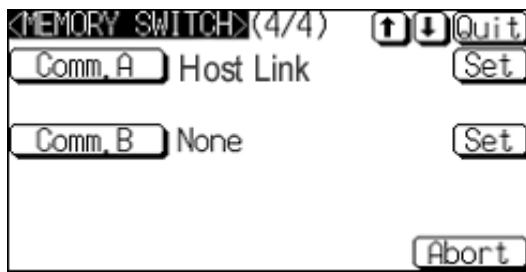 <MEMORY SWITCH>(4/4) ↑ ↓ Quit
Comm.A Host Link Set
Comm.B None Set
Abort